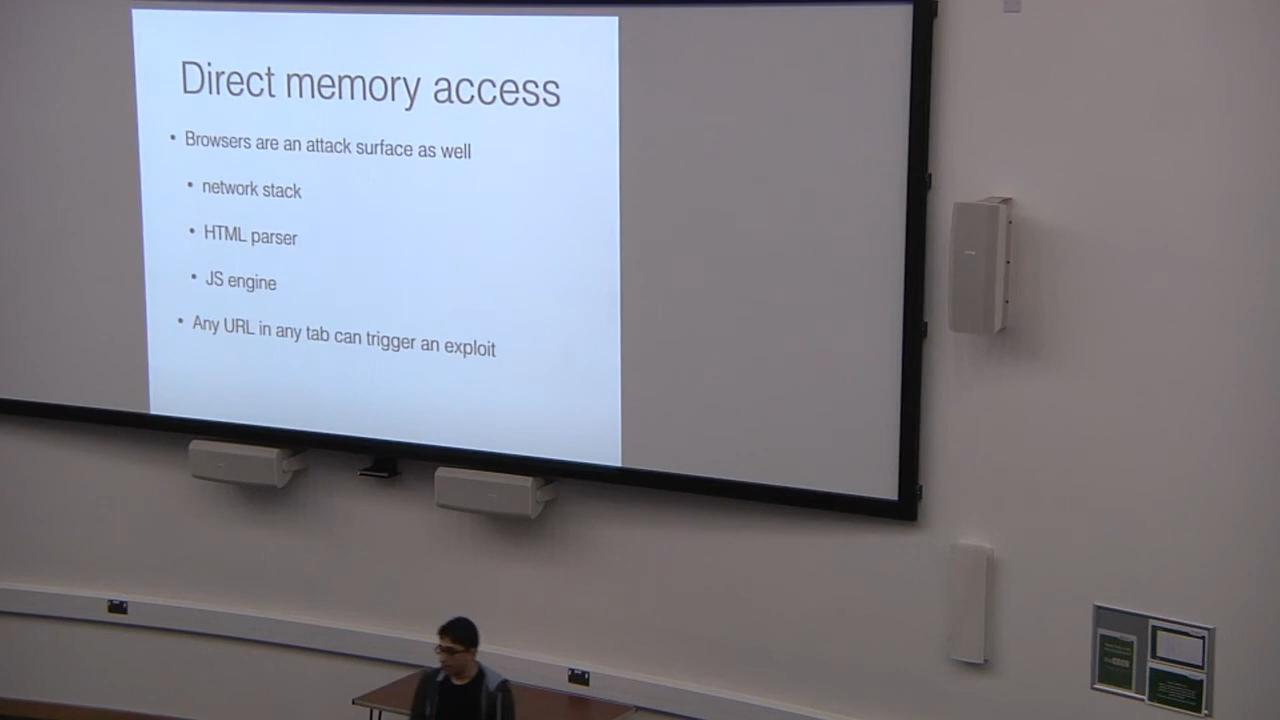 Direct memory access
• Browsers are an attack surface as well
• network stack
• HTML parser
• JS engine
• Any URL in any tab can trigger an exploit